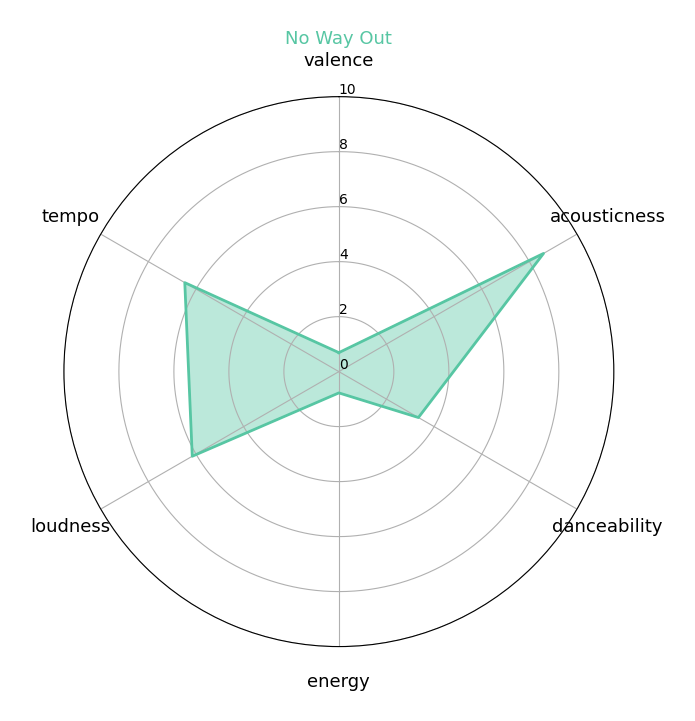 No Way Out
valence
10
8
6
4
2
0
tempo
acousticness
loudness
danceability
energy